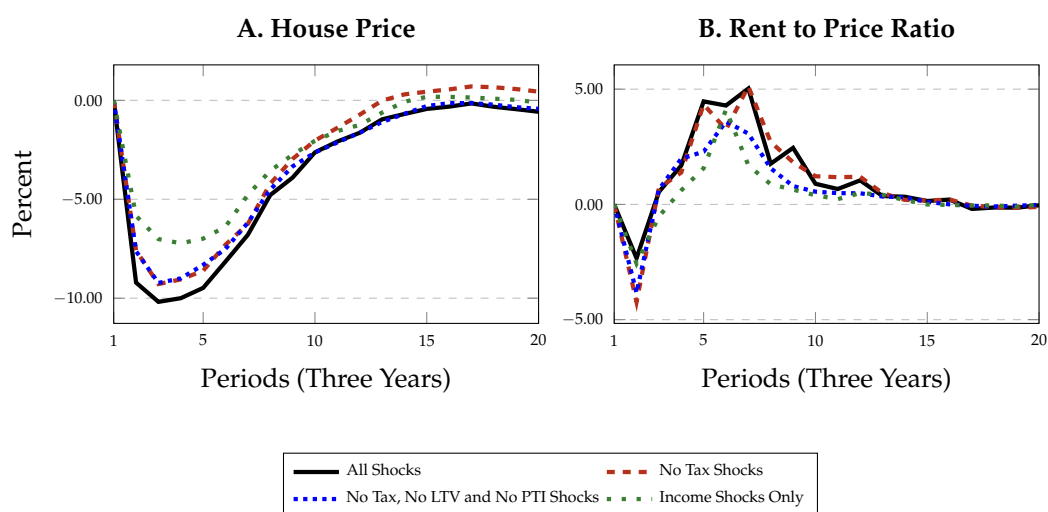 A. House Price
B. Rent to Price Ratio
Percent
0.00
−5.00
−10.00
1
5
10
15
20
Periods (Three Years)
5.00
0.00
−5.00
1
5
10
15
20
Periods (Three Years)
All Shocks
No Tax Shocks
No Tax, No LTV and No PTI Shocks
Income Shocks Only